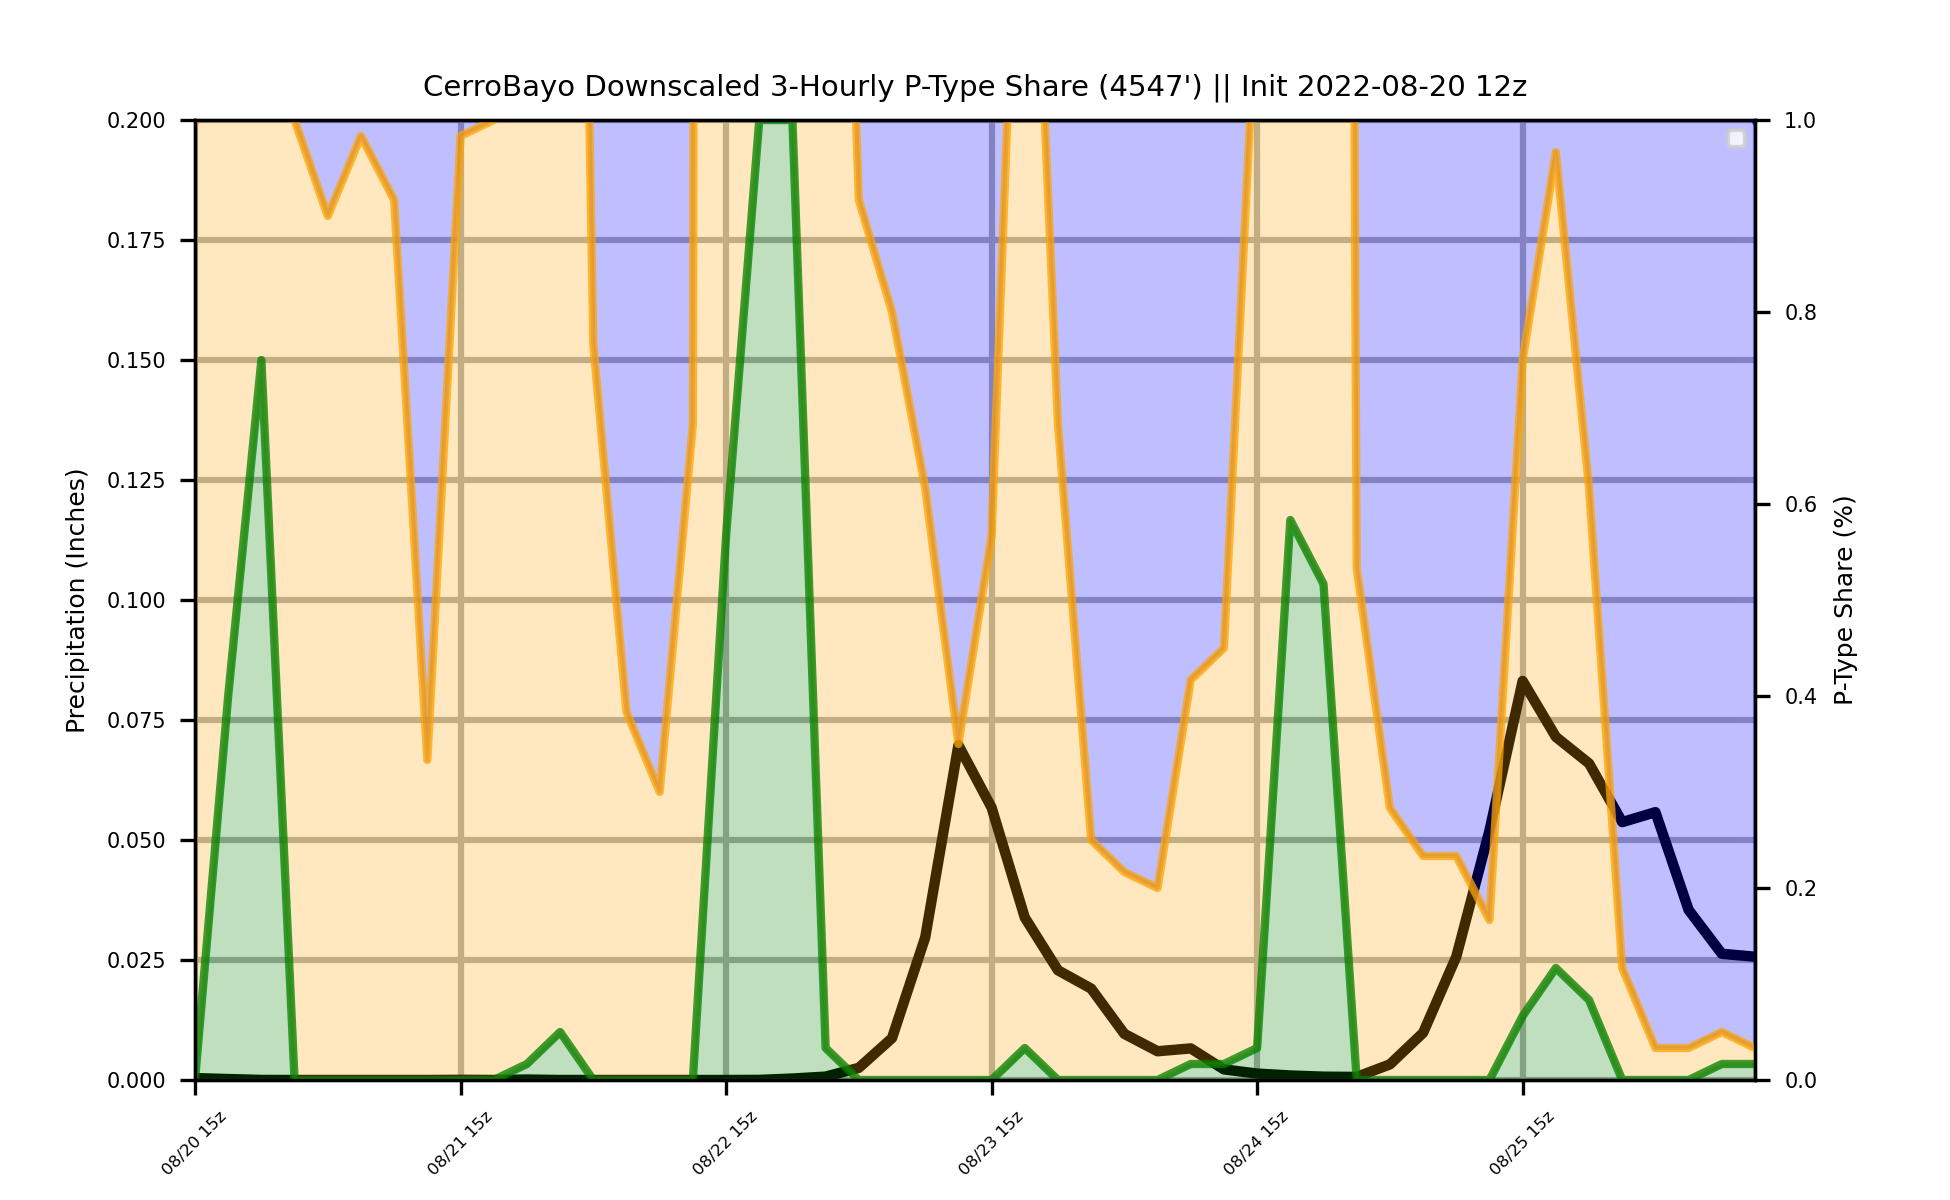 CerroBayo Downscaled 3-Hourly P-Type Share (4547') || Init 2022-08-20 12z
Precipitation (Inches)
0.200
0.175
0.150
0.125
0.100
0.075
0.050
0.025
0.000
1.0
0.8
0.6
0.4
0.2
0.0
P-Type Share (%)
08/20 15z
08/21 15z
08/22 15z
08/23 15z
08/24 15z
08/25 15z